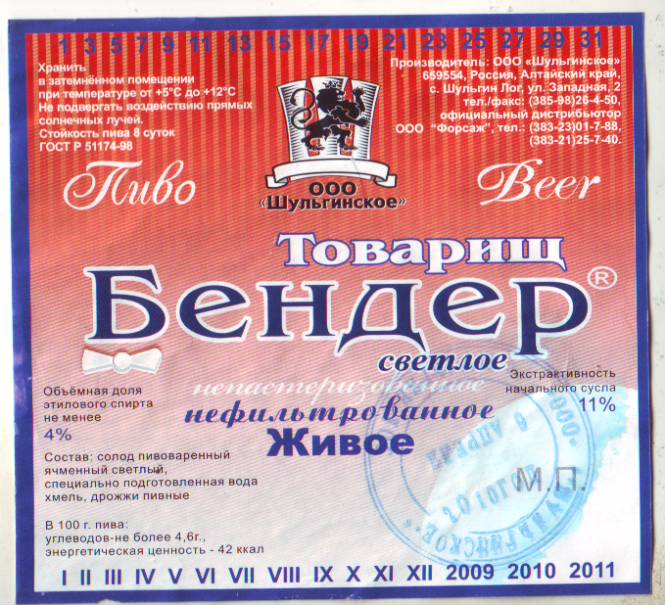 1 3 5 7 9 11 13 15 17 19 21 23 25 27 29 31
Хранить
в затемнённом помещении
при температуре от +5°С до +12°С
Не подвергать воздействию прямых
солнечных лучей.
Стойкость пива 8 суток
ГОСТ Р 51174-98
Производитель: ООО «Шульгинское»
659554, Россия, Алтайский край,
с. Шульгин Лог, ул. Западная, 2
тел./факс: (385-98)26-4-50,
официальный дистрибьютор
ООО "Форсаж", тел.: (383-23)01-7-88,
(383-21)25-7-40.
Пиво
Beer
ООО
«Шульгинское»
Товарищ
Бендер®
светлое
непастеризованное
нефильтрованное
Живое
Объёмная доля
этилового спирта
не менее
4%
Экстрактивность
начального сусла
11%
Состав: солод пивоваренный
ячменный светлый,
специально подготовленная вода
хмель, дрожжи пивные
В 100 г. пива:
углеводов-не более 4,6г.,
энергетическая ценность - 42 ккал
М.П.
ООО «ШУЛЬГИНСКОЕ»
6 АПРЕЛЯ
I II III IV V VI VII VIII IX X XI XII 2009 2010 2011